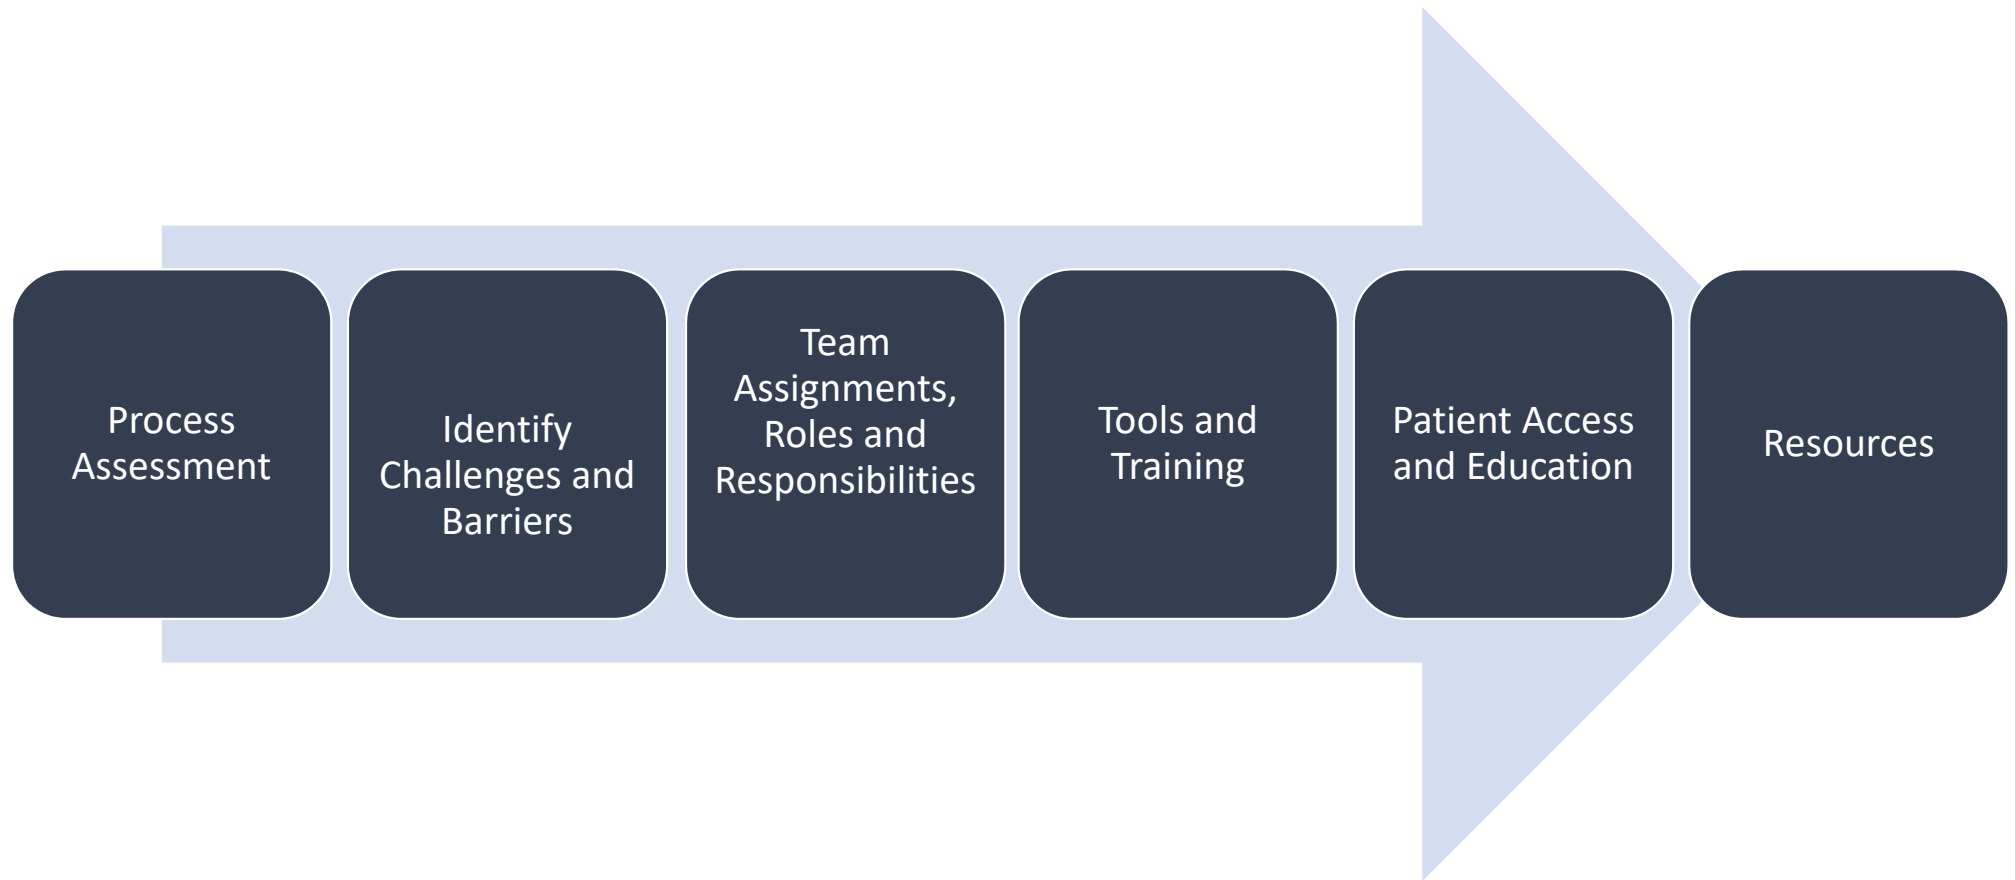 Process
Assessment
Identify
Challenges and
Barriers
Team
Assignments,
Roles and
Responsibilities
Tools and
Training
Patient Access
and Education
Resources